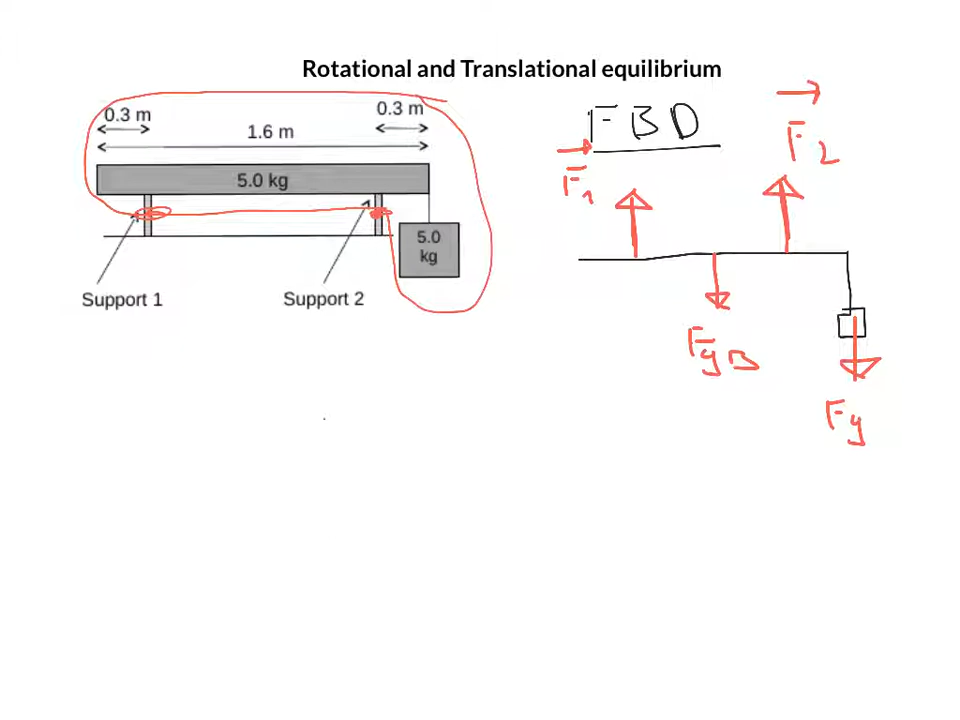 Rotational and Translational equilibrium
0.3 m
0.3 m
1.6 m
5.0 kg
5.0
kg
Support 1
Support 2
FBD
F1
F2
FgB
Fg